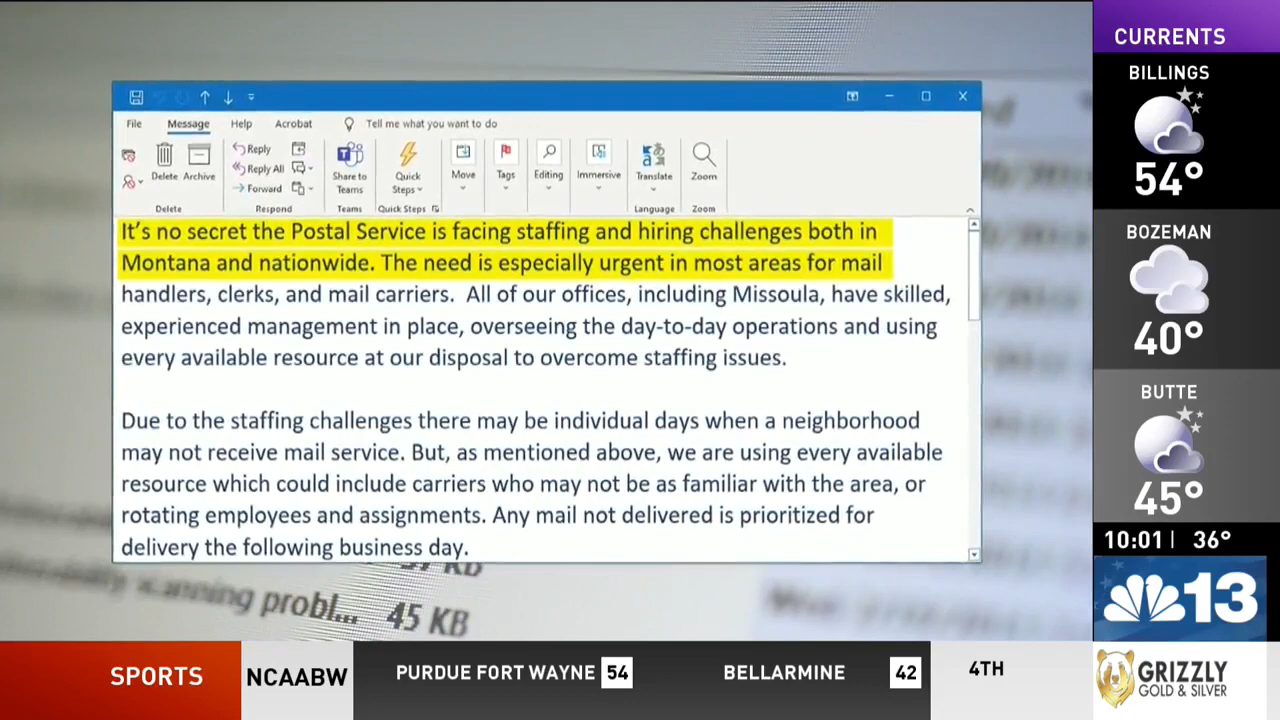 File Message Help Acrobat Tell me what you want to do
Delete Archive
Reply
Reply All
Forward
Share to Teams
Quick Steps
Move
Tags
Editing
Immersive
Translate
Zoom
Delete Respond Teams Quick Steps Language Zoom
It's no secret the Postal Service is facing staffing and hiring challenges both in
Montana and nationwide. The need is especially urgent in most areas for mail
handlers, clerks, and mail carriers. All of our offices, including Missoula, have skilled,
experienced management in place, overseeing the day-to-day operations and using
every available resource at our disposal to overcome staffing issues.
Due to the staffing challenges there may be individual days when a neighborhood
may not receive mail service. But, as mentioned above, we are using every available
resource which could include carriers who may not be as familiar with the area, or
rotating employees and assignments. Any mail not delivered is prioritized for
delivery the following business day.
probl... 45 KB
CURRENTS
BILLINGS
54°
BOZEMAN
40°
BUTTE
45°
10:01 36°
13
SPORTS NCAABW PURDUE FORT WAYNE 54 BELLARMINE 42 4TH
GRIZZLY
GOLD & SILVER